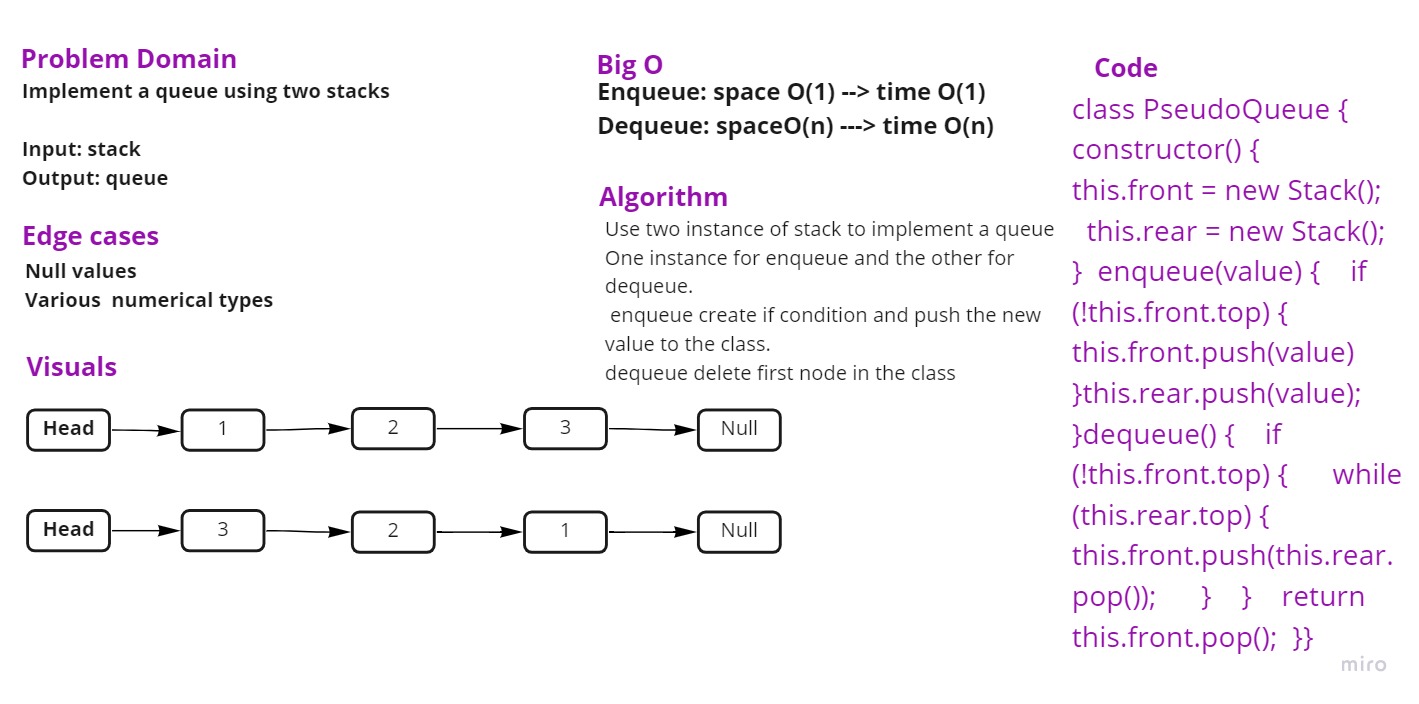 Problem Domain
Implement a queue using two stacks
Input: stack
Output: queue
Edge cases
Null values
Various numerical types
Visuals
Head
1
2
3
Null
Head
3
2
1
Null
Big O
Enqueue: space O(1) --> time O(1)
Dequeue: spaceO(n) ---> time O(n)
Algorithm
Use two instance of stack to implement a queue
One instance for enqueue and the other for
dequeue.
enqueue create if condition and push the new
value to the class.
dequeue delete first node in the class
Code
class PseudoQueue {
constructor() {
this.front = new Stack();
this.rear = new Stack();
} enqueue(value) { if
(!this.front.top) {
this.front.push(value)
}this.rear.push(value);
}dequeue() { if
(!this.front.top) { while
(this.rear.top) {
this.front.push(this.rear.
pop()); } } return
this.front.pop(); }}
miro